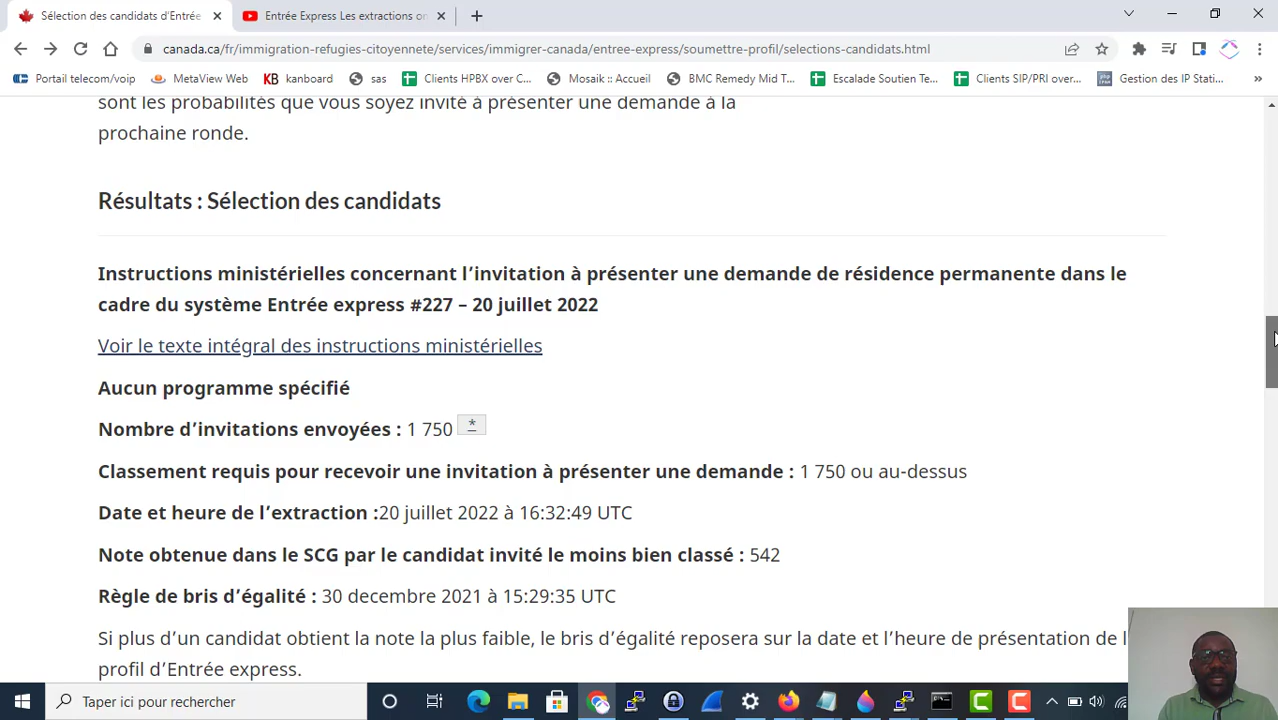 Sélection des candidats d'Entrée
Entrée Express Les extractions on
canada.ca/fr/immigration-refugies-citoyennete/services/immigrer-canada/entree-express/soumettre-profil/selections-candidats.html
Portail telecom/voip
MetaView Web
KB kanboard
sas
Clients HPBX over C...
Mosaik :: Accueil
BMC Remedy Mid T...
Escalade Soutien Te...
Clients SIP/PRI over...
Gestion des IP Stati...
»
sont les probabilités que vous soyez invité à présenter une demande à la
prochaine ronde.
Résultats : Sélection des candidats
Instructions ministérielles concernant l’invitation à présenter une demande de résidence permanente dans le
cadre du système Entrée express #227 – 20 juillet 2022
Voir le texte intégral des instructions ministérielles
Aucun programme spécifié
Nombre d’invitations envoyées : 1 750 *
Classement requis pour recevoir une invitation à présenter une demande : 1 750 ou au-dessus
Date et heure de l’extraction :20 juillet 2022 à 16:32:49 UTC
Note obtenue dans le SCG par le candidat invité le moins bien classé : 542
Règle de bris d’égalité : 30 decembre 2021 à 15:29:35 UTC
Si plus d’un candidat obtient la note la plus faible, le bris d’égalité reposera sur la date et l’heure de présentation de l
profil d’Entrée express.
Taper ici pour rechercher